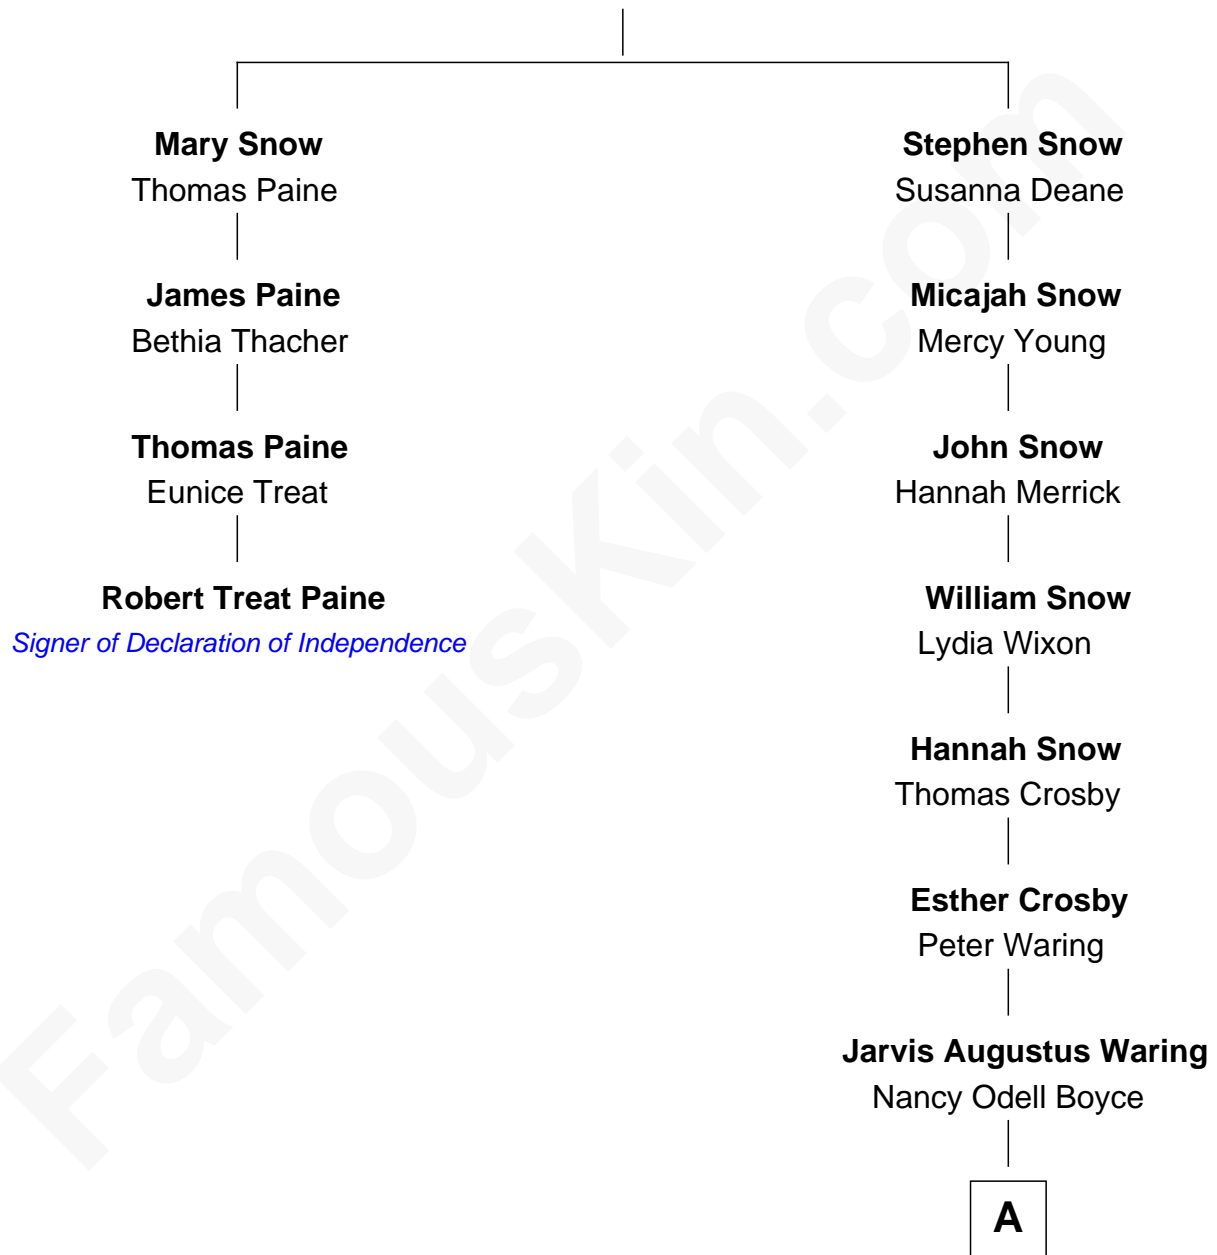 Mary Snow
Thomas Paine
James Paine
Bethia Thacher
Thomas Paine
Eunice Treat
Robert Treat Paine
Signer of Declaration of Independence
Stephen Snow
Susanna Deane
Micajah Snow
Mercy Young
John Snow
Hannah Merrick
William Snow
Lydia Wixon
Hannah Snow
Thomas Crosby
Esther Crosby
Peter Waring
Jarvis Augustus Waring
Nancy Odell Boyce
A
FamousKin.com